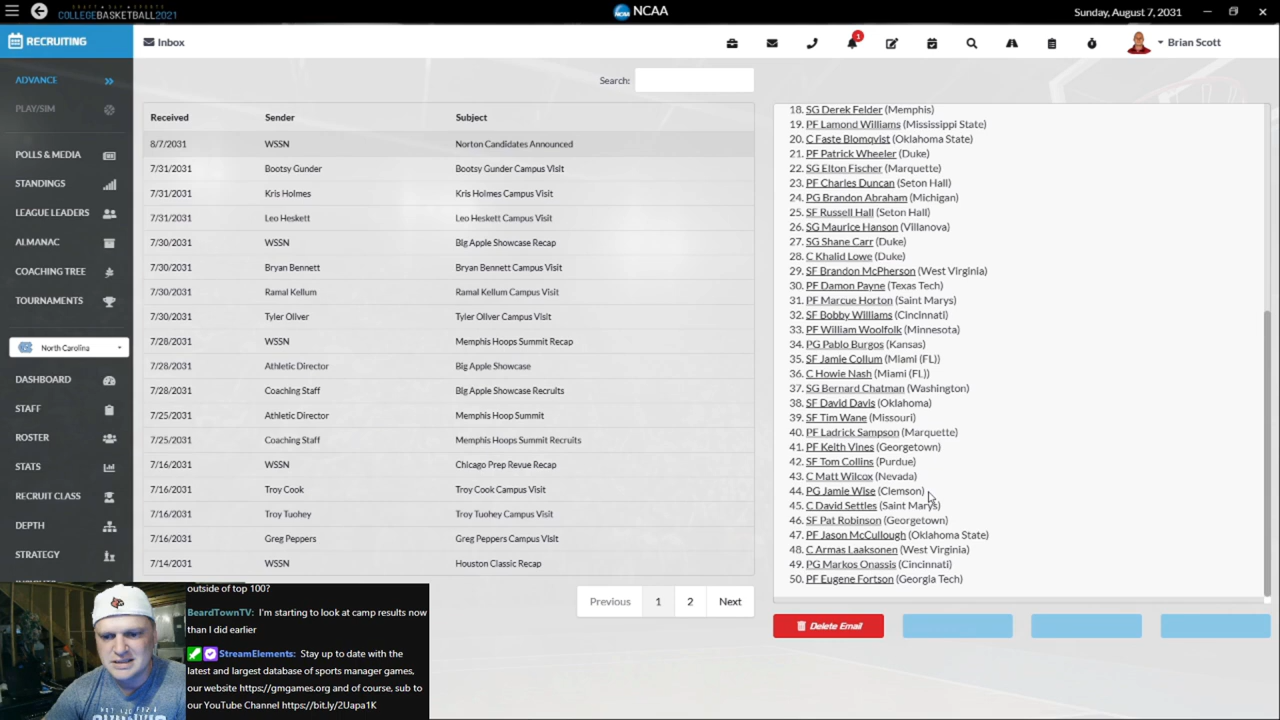 DRAFT DAY SPORTS
COLLEGEBASKETBALL2021
NCAA
Sunday, August 7, 2031
RECRUITING
Inbox
1
Brian Scott
ADVANCE
PLAY/SIM
POLLS & MEDIA
STANDINGS
LEAGUE LEADERS
ALMANAC
COACHING TREE
TOURNAMENTS
North Carolina
DASHBOARD
STAFF
ROSTER
STATS
RECRUIT CLASS
DEPTH
STRATEGY
Search:
Received Sender Subject
8/7/2031 WSSN Norton Candidates Announced
7/31/2031 Bootsy Gunder Bootsy Gunder Campus Visit
7/31/2031 Kris Holmes Kris Holmes Campus Visit
7/31/2031 Leo Heskett Leo Heskett Campus Visit
7/30/2031 WSSN Big Apple Showcase Recap
7/30/2031 Bryan Bennett Bryan Bennett Campus Visit
7/30/2031 Ramal Kellum Ramal Kellum Campus Visit
7/30/2031 Tyler Oliver Tyler Oliver Campus Visit
7/28/2031 WSSN Memphis Hoops Summit Recap
7/28/2031 Athletic Director Big Apple Showcase
7/28/2031 Coaching Staff Big Apple Showcase Recruits
7/25/2031 Athletic Director Memphis Hoop Summit
7/25/2031 Coaching Staff Memphis Hoops Summit Recruits
7/16/2031 WSSN Chicago Prep Revue Recap
7/16/2031 Troy Cook Troy Cook Campus Visit
7/16/2031 Troy Tuohey Troy Tuohey Campus Visit
7/16/2031 Greg Peppers Greg Peppers Campus Visit
7/14/2031 WSSN Houston Classic Recap
Previous 1 2 Next
18. SG Derek Felder (Memphis)
19. PF Lamond Williams (Mississippi State)
20. C Faste Blomqvist (Oklahoma State)
21. PF Patrick Wheeler (Duke)
22. SG Elton Fischer (Marquette)
23. PF Charles Duncan (Seton Hall)
24. PG Brandon Abraham (Michigan)
25. SF Russell Hall (Seton Hall)
26. SG Maurice Hanson (Villanova)
27. SG Shane Carr (Duke)
28. C Khalid Lowe (Duke)
29. SF Brandon McPherson (West Virginia)
30. PF Damon Payne (Texas Tech)
31. PF Marcue Horton (Saint Marys)
32. SF Bobby Williams (Cincinnati)
33. PF William Woolfolk (Minnesota)
34. PG Pablo Burgos (Kansas)
35. SF Jamie Collum (Miami (FL))
36. C Howie Nash (Miami (FL))
37. SG Bernard Chatman (Washington)
38. SF David Davis (Oklahoma)
39. SF Tim Wane (Missouri)
40. PF Ladrick Sampson (Marquette)
41. PF Keith Vines (Georgetown)
42. SF Tom Collins (Purdue)
43. C Matt Wilcox (Nevada)
44. PG Jamie Wise (Clemson)
45. C David Settles (Saint Marys)
46. SF Pat Robinson (Georgetown)
47. PF Jason McCullough (Oklahoma State)
48. C Armas Laaksonen (West Virginia)
49. PG Markos Onassis (Cincinnati)
50. PF Eugene Fortson (Georgia Tech)
Delete Email
outside of top 100?
BeardTownTV: I'm starting to look at camp results now
than I did earlier
StreamElements: Stay up to date with the
latest and largest database of sports manager games,
our website https://gmgames.org and of course, sub to
our YouTube Channel https://bit.ly/2Uapa1K